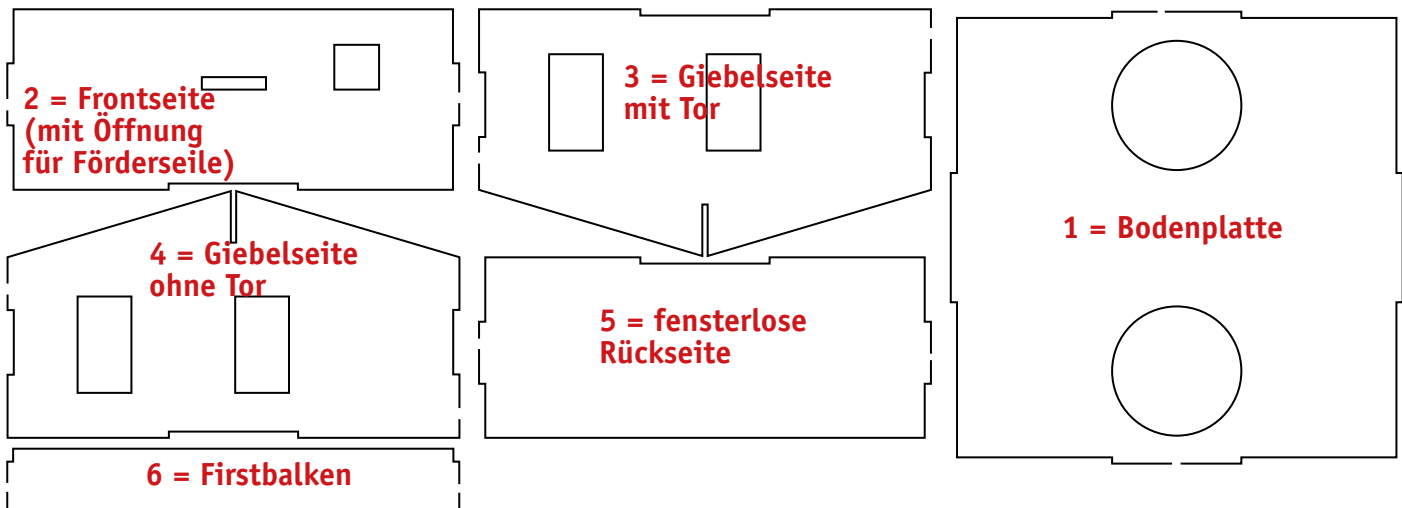 2 = Frontseite
(mit Öffnung
für Förderseile)
3 = Giebelseite
mit Tor
1 = Bodenplatte
4 = Giebelseite
ohne Tor
5 = fensterlose
Rückseite
6 = Firstbalken